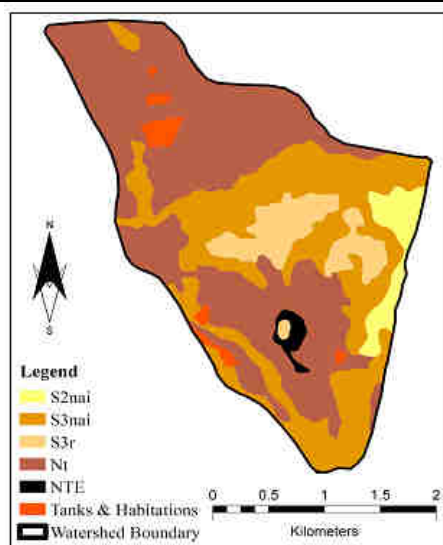 N
S
Legend
S2nai
S3nai
S3r
Nt
NTE
Tanks & Habitations
Watershed Boundary
0 0.5 1 1.5 2
Kilometers